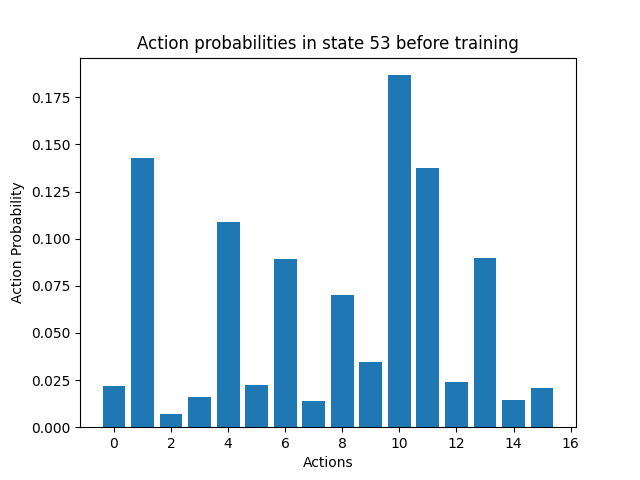 Action probabilities in state 53 before training
0.175
0.150
0.125
0.100
0.075
0.050
0.025
0.000
Action Probability
0 2 4 6 8 10 12 14 16
Actions